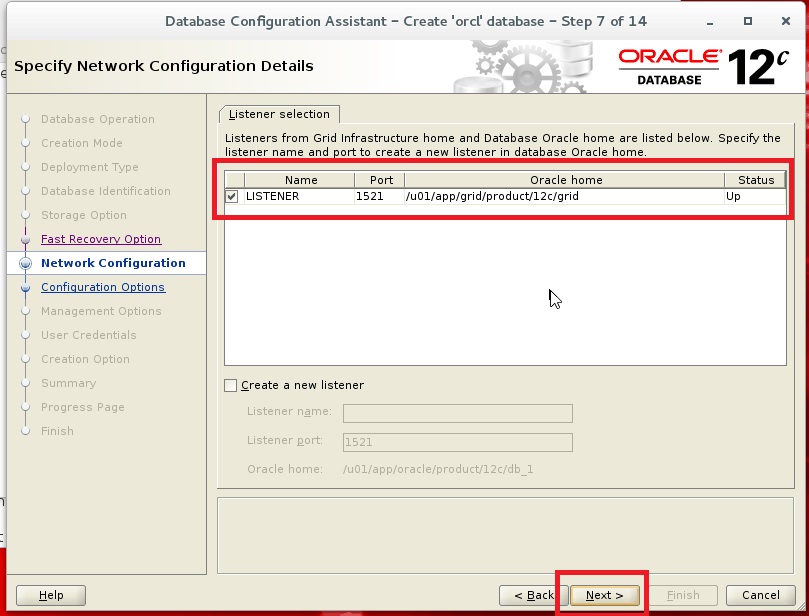 Database Configuration Assistant - Create 'orcl' database - Step 7 of 14
Specify Network Configuration Details
ORACLE
DATABASE
12c
Database Operation
Creation Mode
Deployment Type
Database Identification
Storage Option
Fast Recovery Option
Network Configuration
Configuration Options
Management Options
User Credentials
Creation Option
Summary
Progress Page
Finish
Listener selection
Listeners from Grid Infrastructure home and Database Oracle home are listed below. Specify the
listener name and port to create a new listener in database Oracle home.
Name Port Oracle home Status
LISTENER 1521 /u01/app/grid/product/12c/grid Up
Create a new listener
Listener name:
Listener port: 1521
Oracle home: /u01/app/oracle/product/12c/db_1
Help < Back Next > Finish Cancel